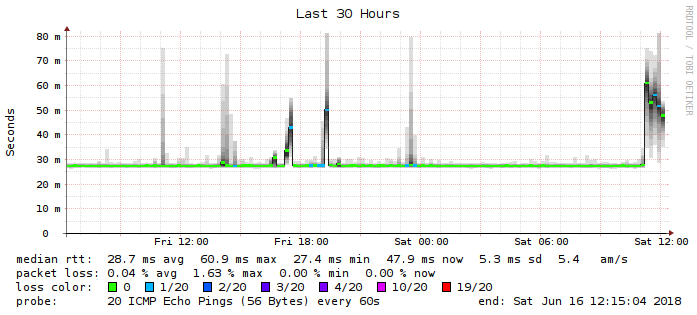 Last 30 Hours
RRDTOOL / TOBI OETIKER
Seconds
80 m
70 m
60 m
50 m
40 m
30 m
20 m
10 m
0
Fri 12:00 Fri 18:00 Sat 00:00 Sat 06:00 Sat 12:00
median rtt: 28.7 ms avg 60.9 ms max 27.4 ms min 47.9 ms now 5.3 ms sd 5.4 am/s
packet loss: 0.04 % avg 1.63 % max 0.00 % min 0.00 % now
loss color: 0 1/20 2/20 3/20 4/20 10/20 19/20
probe: 20 ICMP Echo Pings (56 Bytes) every 60s end: Sat Jun 16 12:15:04 2018